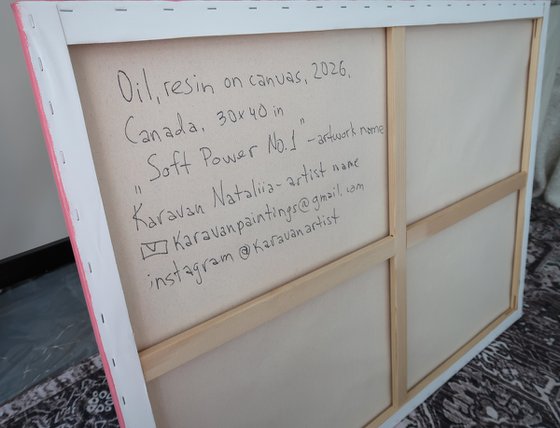 Oil, resin on canvas, 2026,
Canada, 30x40 in
"Soft Power No.1" - artwork name
Karavan Nataliia - artist name
Karavanpaintings@gmail.com
instagram @Karavanartist